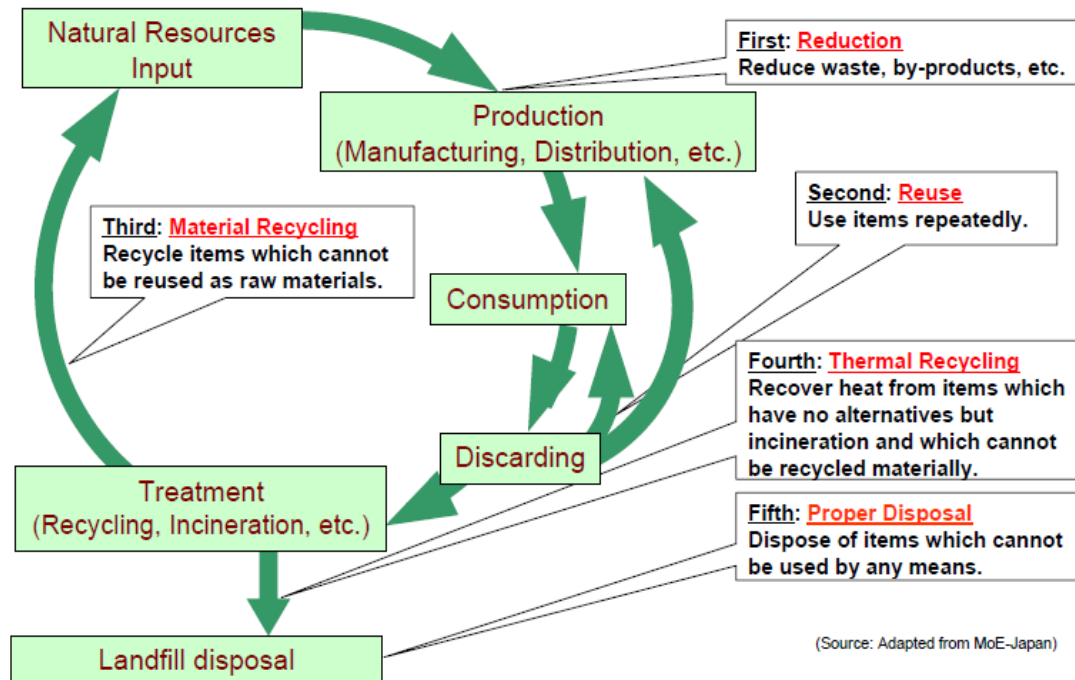 Natural Resources
Input
First: Reduction
Reduce waste, by-products, etc.
Production
(Manufacturing, Distribution, etc.)
Second: Reuse
Use items repeatedly.
Third: Material Recycling
Recycle items which cannot
be reused as raw materials.
Consumption
Fourth: Thermal Recycling
Recover heat from items which
have no alternatives but
incineration and which cannot
be recycled materially.
Discarding
Treatment
(Recycling, Incineration, etc.)
Fifth: Proper Disposal
Dispose of items which cannot
be used by any means.
Landfill disposal
(Source: Adapted from MoE-Japan)